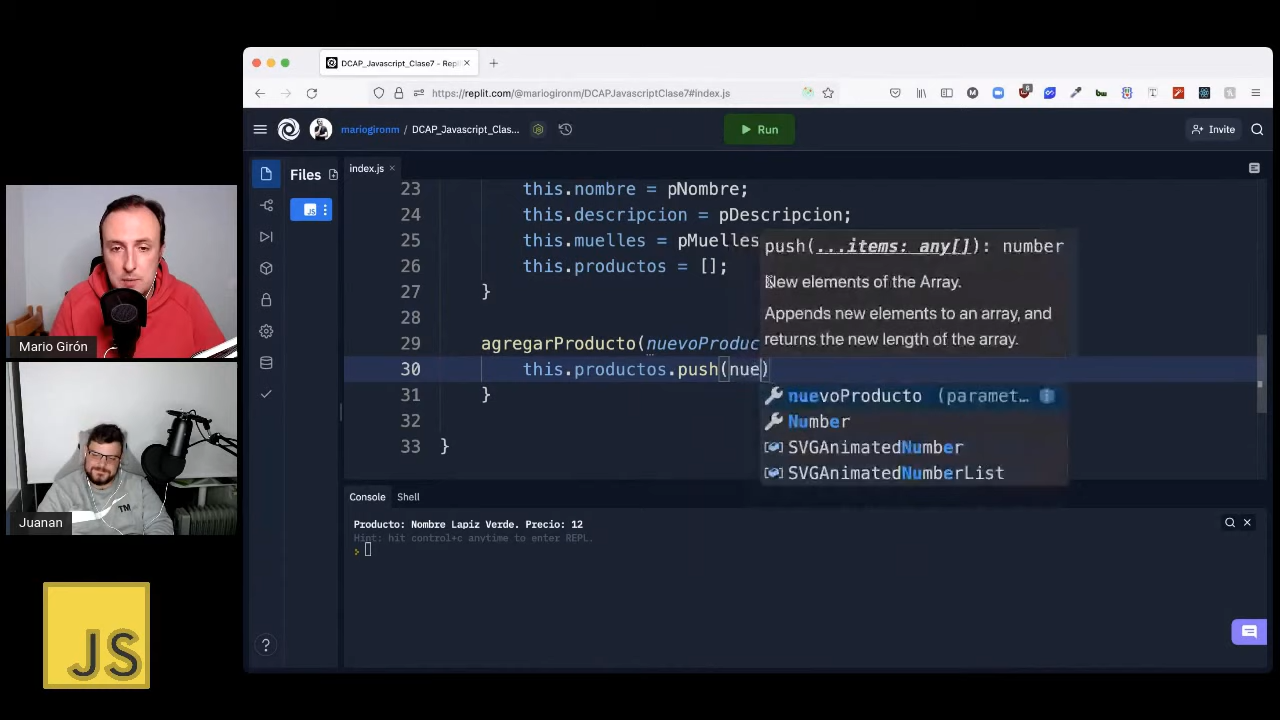 DCAP_Javascript_Clase7 - Repl
https://replit.com/@mariogironm/DCAPJavascriptClase7#index.js
mariogironm / DCAP_Javascript_Clas...
Run
Invite
Files
index.js
JS
23 this.nombre = pNombre;
24 this.descripcion = pDescripcion;
25 this.muelles = pMuelles
26 this.productos = [];
27 }
28
29 agregarProducto(nuevoProduc
30 this.productos.push(nue)
31 }
32
33 }
push(...items: any[]): number
New elements of the Array.
Appends new elements to an array, and
returns the new length of the array.
nuevoProducto (paramet...
Number
SVGAnimatedNumber
SVGAnimatedNumberList
Console Shell
Producto: Nombre Lapiz Verde. Precio: 12
Hint: hit control+c anytime to enter REPL.
>
?
Mario Girón
TM
Juanan
JS